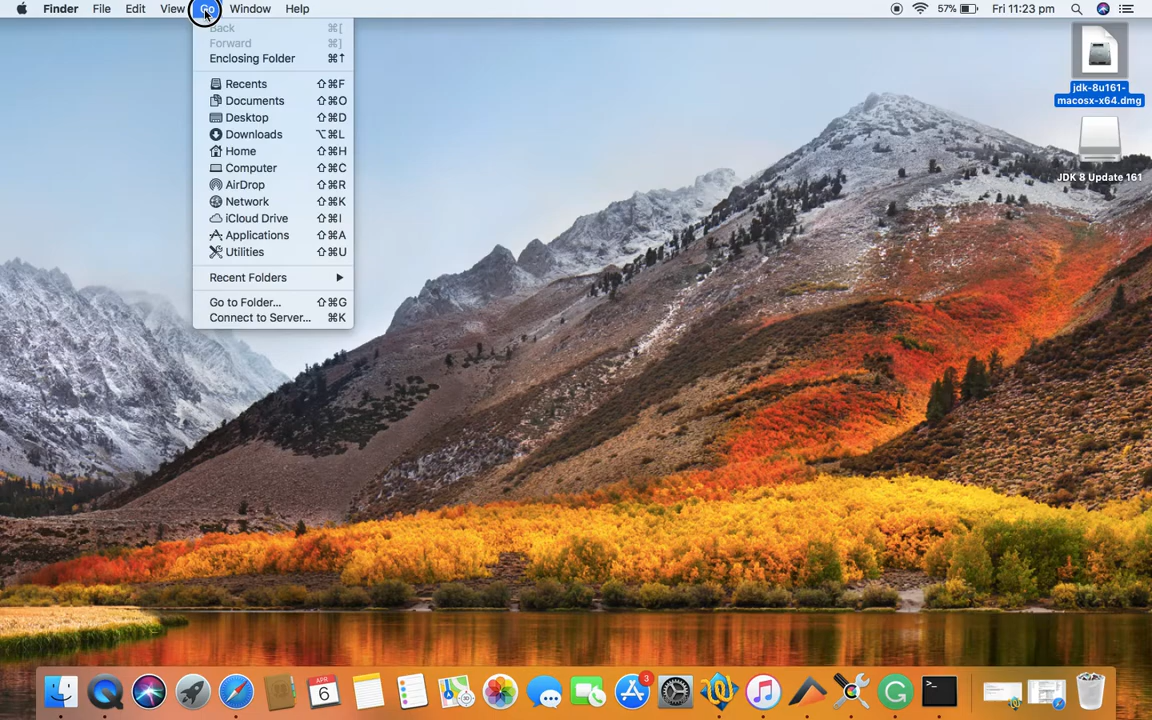 Finder File Edit View Go Window Help 57% Fri 11:23 pm
Back ⌘[
Forward ⌘]
Enclosing Folder ⌘↑
Recents ⇧⌘F
Documents ⇧⌘O
Desktop ⇧⌘D
Downloads ⌥⌘L
Home ⇧⌘H
Computer ⇧⌘C
AirDrop ⇧⌘R
Network ⇧⌘K
iCloud Drive ⇧⌘I
Applications ⇧⌘A
Utilities ⇧⌘U
Recent Folders
Go to Folder... ⇧⌘G
Connect to Server... ⌘K
jdk-8u161-
macosx-x64.dmg
JDK 8 Update 161
APR
6
3D
3
>_